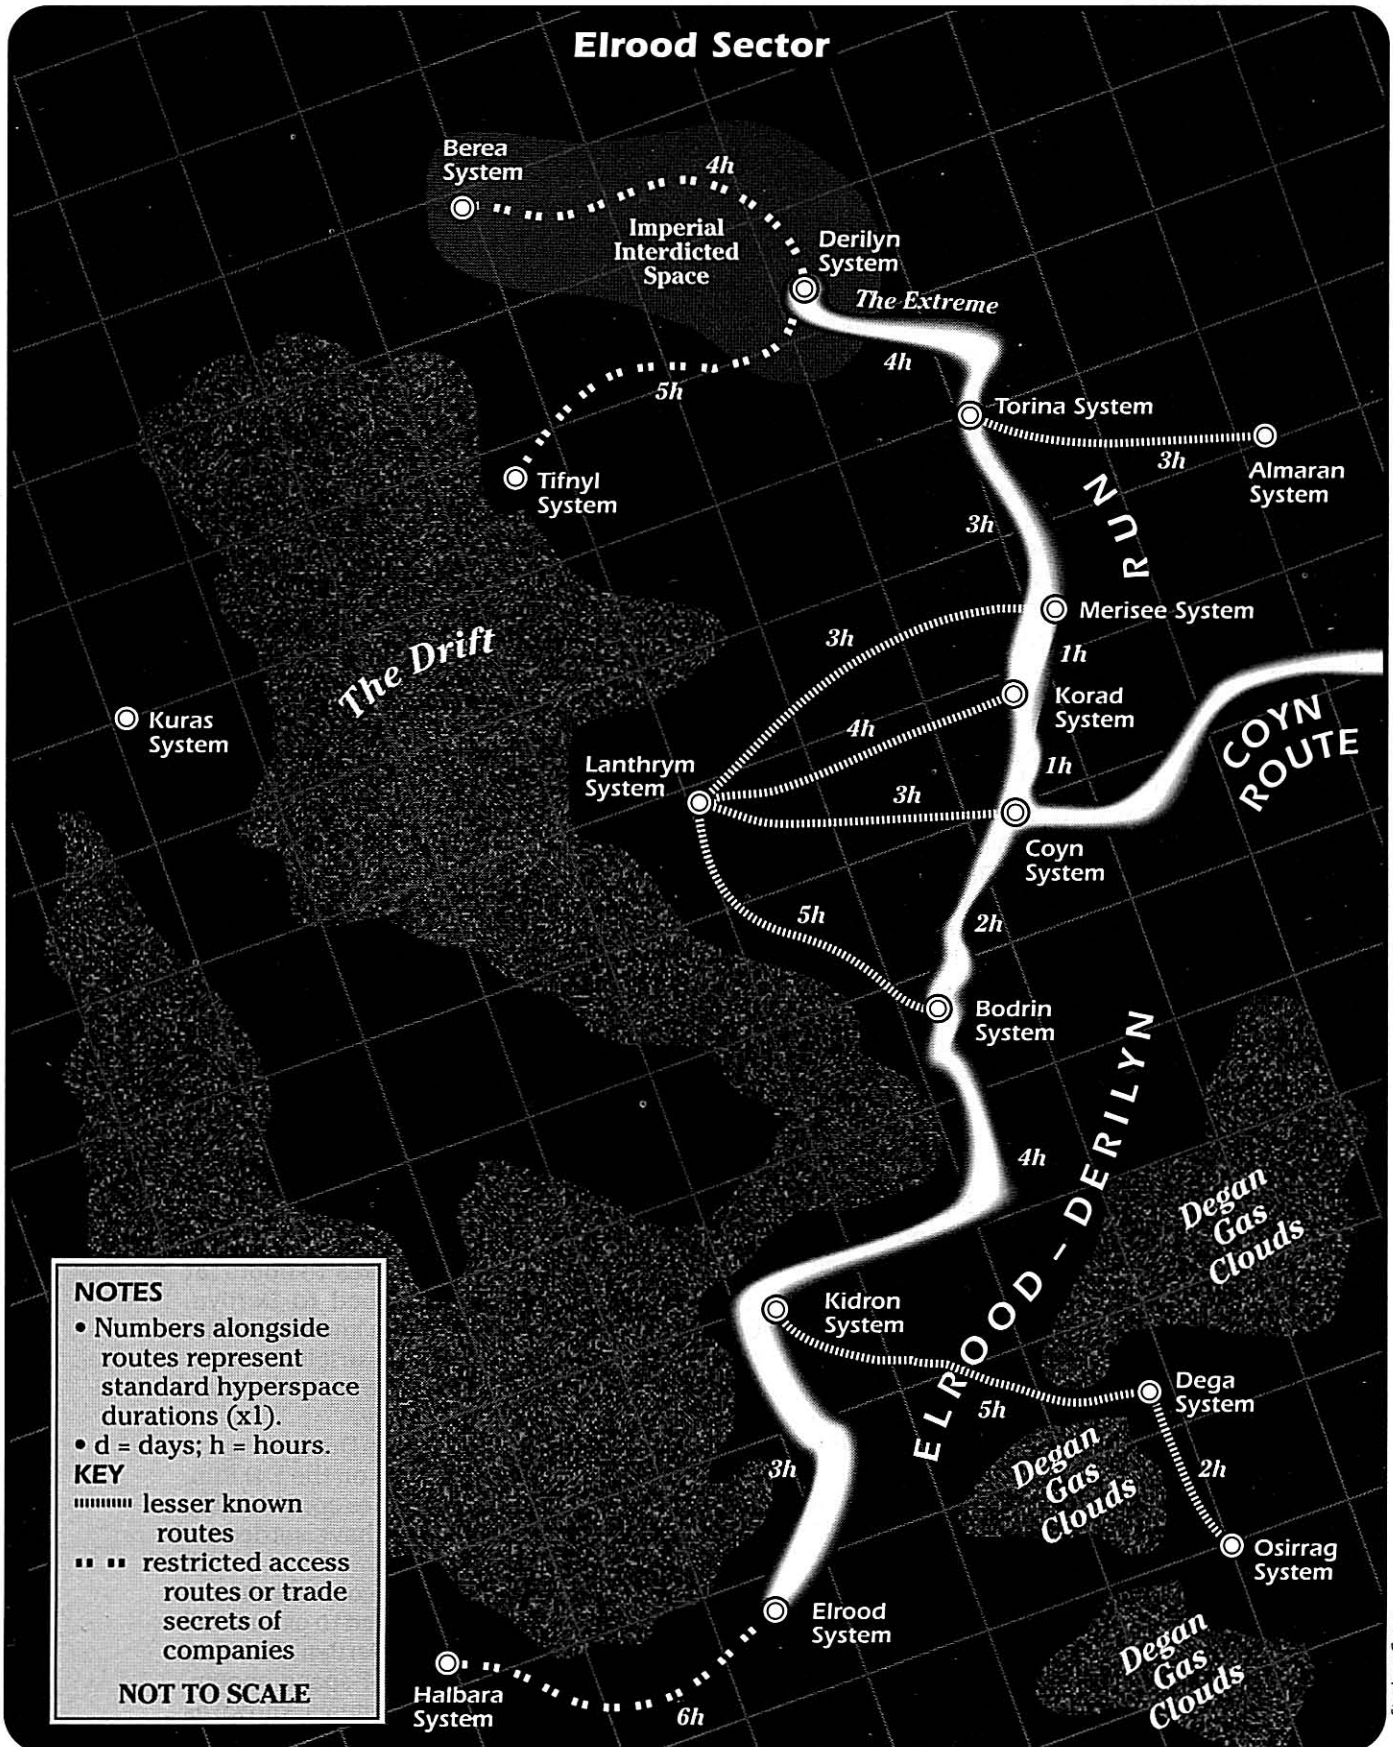 Elrood Sector
Berea
System
4h
Imperial
Interdicted
Space
Derilyn
System
The Extreme
4h
5h
Torina System
3h
Almaran
System
Tifnyl
System
3h
RUN
Merisee System
3h
1h
The Drift
Korad
System
Kuras
System
4h
COYN
ROUTE
Lanthrym
System
1h
3h
Coyn
System
5h
2h
Bodrin
System
ELROOD – DERILYN
4h
Degan
Gas
Clouds
Kidron
System
5h
Dega
System
Degan
Gas
Clouds
3h
2h
Osirrag
System
Elrood
System
Degan
Gas
Clouds
Halbara
System
6h
NOTES
• Numbers alongside
routes represent
standard hyperspace
durations (x1).
• d = days; h = hours.
KEY
lesser known
routes
restricted access
routes or trade
secrets of
companies
NOT TO SCALE